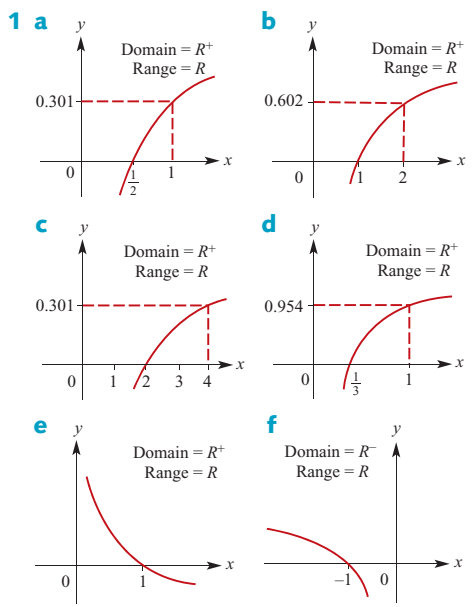 1 a
y
Domain = R⁺
Range = R
0.301
0
1/2
1
x
b
y
Domain = R⁺
Range = R
0.602
0
1
2
x
c
y
Domain = R⁺
Range = R
0.301
0
1
2
3
4
x
d
y
Domain = R⁺
Range = R
0.954
0
1/3
1
x
e
y
Domain = R⁺
Range = R
0
1
x
f
y
Domain = R⁻
Range = R
–1
0
x